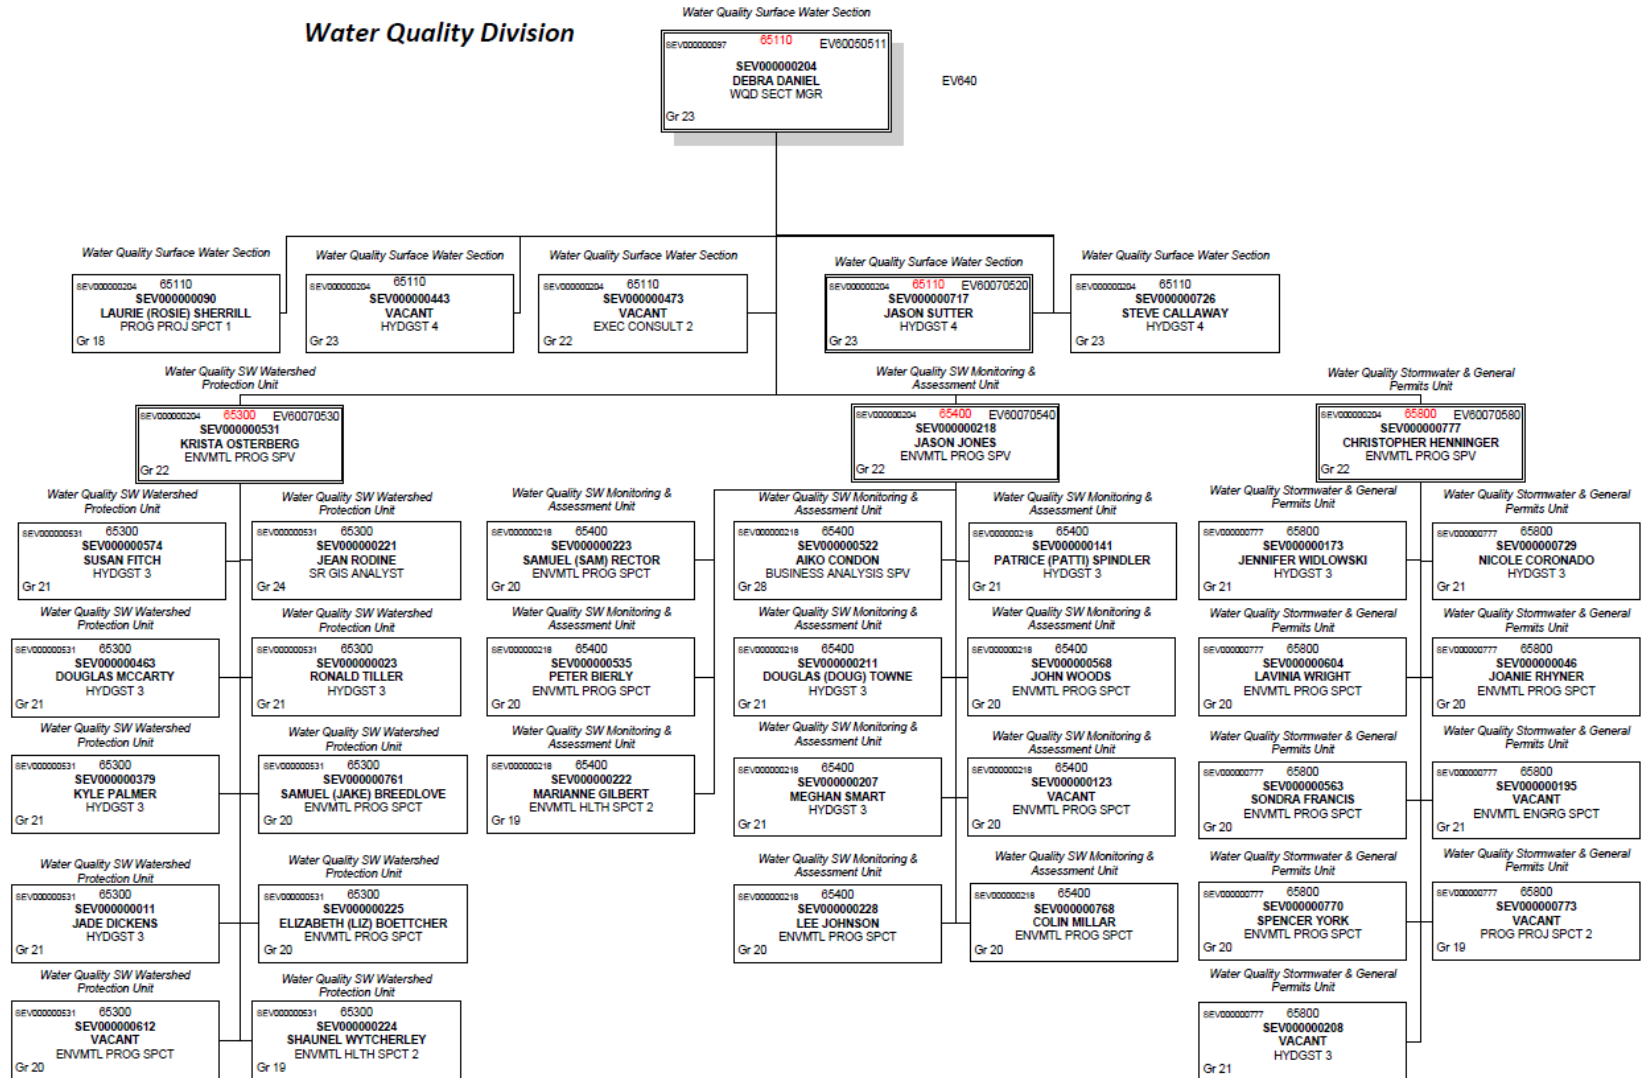 Water Quality Surface Water Section
Water Quality Division
SEV000000097 65110 EV60050511
SEV000000204
DEBRA DANIEL
WQD SECT MGR
Gr 23
EV640
Water Quality Surface Water Section
SEV000000204 65110
SEV000000090
LAURIE (ROSIE) SHERRILL
PROG PROJ SPCT 1
Gr 18
Water Quality Surface Water Section
SEV000000204 65110
SEV000000443
VACANT
HYDGST 4
Gr 23
Water Quality Surface Water Section
SEV000000204 65110
SEV000000473
VACANT
EXEC CONSULT 2
Gr 22
Water Quality Surface Water Section
SEV000000204 65110 EV60070520
SEV000000717
JASON SUTTER
HYDGST 4
Gr 23
Water Quality Surface Water Section
SEV000000204 65110
SEV000000726
STEVE CALLAWAY
HYDGST 4
Gr 23
Water Quality SW Watershed
Protection Unit
SEV000000204 65300 EV60070530
SEV000000531
KRISTA OSTERBERG
ENVMTL PROG SPV
Gr 22
Water Quality SW Monitoring &
Assessment Unit
SEV000000204 65400 EV60070540
SEV000000218
JASON JONES
ENVMTL PROG SPV
Gr 22
Water Quality Stormwater & General
Permits Unit
SEV000000204 65800 EV60070580
SEV000000777
CHRISTOPHER HENNINGER
ENVMTL PROG SPV
Gr 22
Water Quality SW Watershed
Protection Unit
SEV000000531 65300
SEV000000574
SUSAN FITCH
HYDGST 3
Gr 21
Water Quality SW Watershed
Protection Unit
SEV000000531 65300
SEV000000221
JEAN RODINE
SR GIS ANALYST
Gr 24
Water Quality SW Monitoring &
Assessment Unit
SEV000000218 65400
SEV000000223
SAMUEL (SAM) RECTOR
ENVMTL PROG SPCT
Gr 20
Water Quality SW Monitoring &
Assessment Unit
SEV000000218 65400
SEV000000522
AIKO CONDON
BUSINESS ANALYSIS SPV
Gr 28
Water Quality SW Monitoring &
Assessment Unit
SEV000000218 65400
SEV000000141
PATRICE (PATTI) SPINDLER
HYDGST 3
Gr 21
Water Quality Stormwater & General
Permits Unit
SEV000000777 65800
SEV000000173
JENNIFER WIDLOWSKI
HYDGST 3
Gr 21
Water Quality Stormwater & General
Permits Unit
SEV000000777 65800
SEV000000729
NICOLE CORONADO
HYDGST 3
Gr 21
Water Quality SW Watershed
Protection Unit
SEV000000531 65300
SEV000000463
DOUGLAS MCCARTY
HYDGST 3
Gr 21
Water Quality SW Watershed
Protection Unit
SEV000000531 65300
SEV000000023
RONALD TILLER
HYDGST 3
Gr 21
Water Quality SW Monitoring &
Assessment Unit
SEV000000218 65400
SEV000000535
PETER BIERLY
ENVMTL PROG SPCT
Gr 20
Water Quality SW Monitoring &
Assessment Unit
SEV000000218 65400
SEV000000211
DOUGLAS (DOUG) TOWNE
HYDGST 3
Gr 21
Water Quality SW Monitoring &
Assessment Unit
SEV000000218 65400
SEV000000568
JOHN WOODS
ENVMTL PROG SPCT
Gr 20
Water Quality Stormwater & General
Permits Unit
SEV000000777 65800
SEV000000604
LAVINIA WRIGHT
ENVMTL PROG SPCT
Gr 20
Water Quality Stormwater & General
Permits Unit
SEV000000777 65800
SEV000000046
JOANIE RHYNER
ENVMTL PROG SPCT
Gr 20
Water Quality SW Watershed
Protection Unit
SEV000000531 65300
SEV000000379
KYLE PALMER
HYDGST 3
Gr 21
Water Quality SW Watershed
Protection Unit
SEV000000531 65300
SEV000000761
SAMUEL (JAKE) BREEDLOVE
ENVMTL PROG SPCT
Gr 20
Water Quality SW Monitoring &
Assessment Unit
SEV000000218 65400
SEV000000222
MARIANNE GILBERT
ENVMTL HLTH SPCT 2
Gr 19
Water Quality SW Monitoring &
Assessment Unit
SEV000000218 65400
SEV000000207
MEGHAN SMART
HYDGST 3
Gr 21
Water Quality SW Monitoring &
Assessment Unit
SEV000000218 65400
SEV000000123
VACANT
ENVMTL PROG SPCT
Gr 20
Water Quality Stormwater & General
Permits Unit
SEV000000777 65800
SEV000000563
SONDRA FRANCIS
ENVMTL PROG SPCT
Gr 20
Water Quality Stormwater & General
Permits Unit
SEV000000777 65800
SEV000000195
VACANT
ENVMTL ENGRG SPCT
Gr 21
Water Quality SW Watershed
Protection Unit
SEV000000531 65300
SEV000000011
JADE DICKENS
HYDGST 3
Gr 21
Water Quality SW Watershed
Protection Unit
SEV000000531 65300
SEV000000225
ELIZABETH (LIZ) BOETTCHER
ENVMTL PROG SPCT
Gr 20
Water Quality SW Monitoring &
Assessment Unit
SEV000000218 65400
SEV000000228
LEE JOHNSON
ENVMTL PROG SPCT
Gr 20
Water Quality SW Monitoring &
Assessment Unit
SEV000000218 65400
SEV000000768
COLIN MILLAR
ENVMTL PROG SPCT
Gr 20
Water Quality Stormwater & General
Permits Unit
SEV000000777 65800
SEV000000770
SPENCER YORK
ENVMTL PROG SPCT
Gr 20
Water Quality Stormwater & General
Permits Unit
SEV000000777 65800
SEV000000773
VACANT
PROG PROJ SPCT 2
Gr 19
Water Quality SW Watershed
Protection Unit
SEV000000531 65300
SEV000000612
VACANT
ENVMTL PROG SPCT
Gr 20
Water Quality SW Watershed
Protection Unit
SEV000000531 65300
SEV000000224
SHAUNEL WYTCHERLEY
ENVMTL HLTH SPCT 2
Gr 19
Water Quality Stormwater & General
Permits Unit
SEV000000777 65800
SEV000000208
VACANT
HYDGST 3
Gr 21